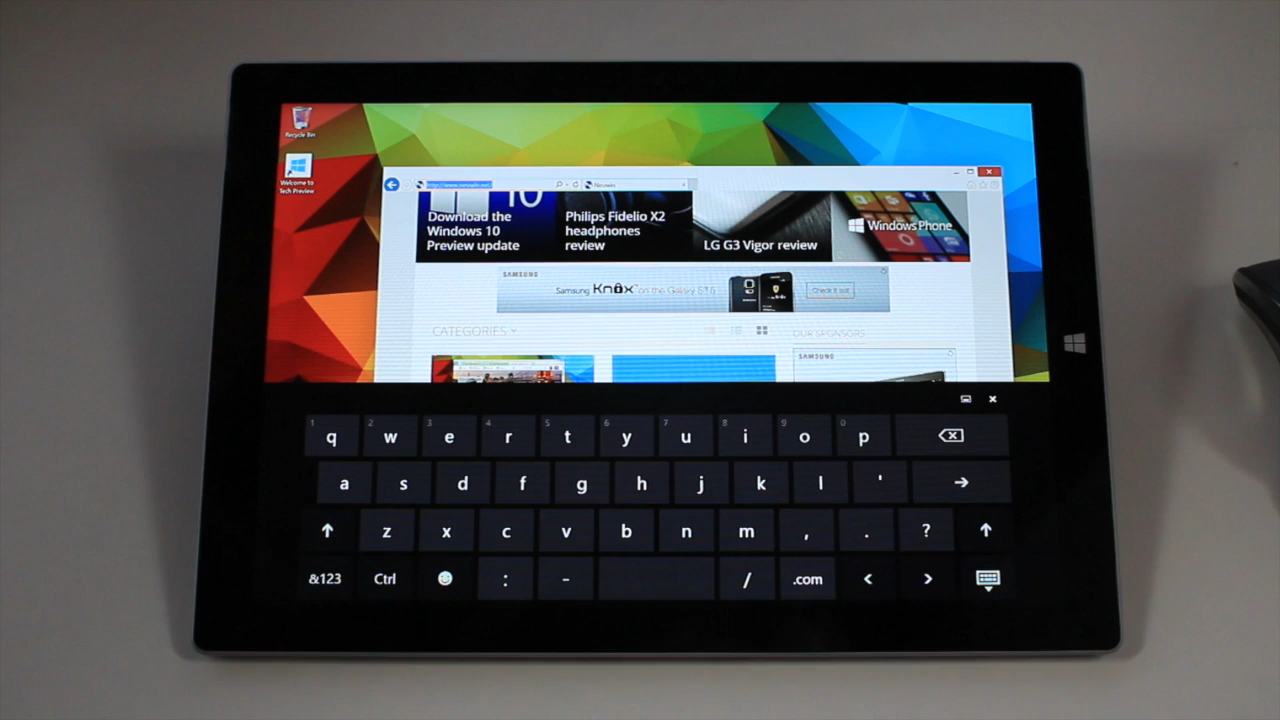 Recycle Bin
Welcome to
Tech Preview
Neowin
10
Download the
Windows 10
Preview update
Philips Fidelio X2
headphones
review
LG G3 Vigor review
Windows Phone
SAMSUNG
Samsung Knox™ on the Galaxy S5
Check it out
CATEGORIES
OUR SPONSORS
SAMSUNG
1 2 3 4 5 6 7 8 9 0
q w e r t y u i o p
a s d f g h j k l '
z x c v b n m , . ?
&123 Ctrl : - / .com < >